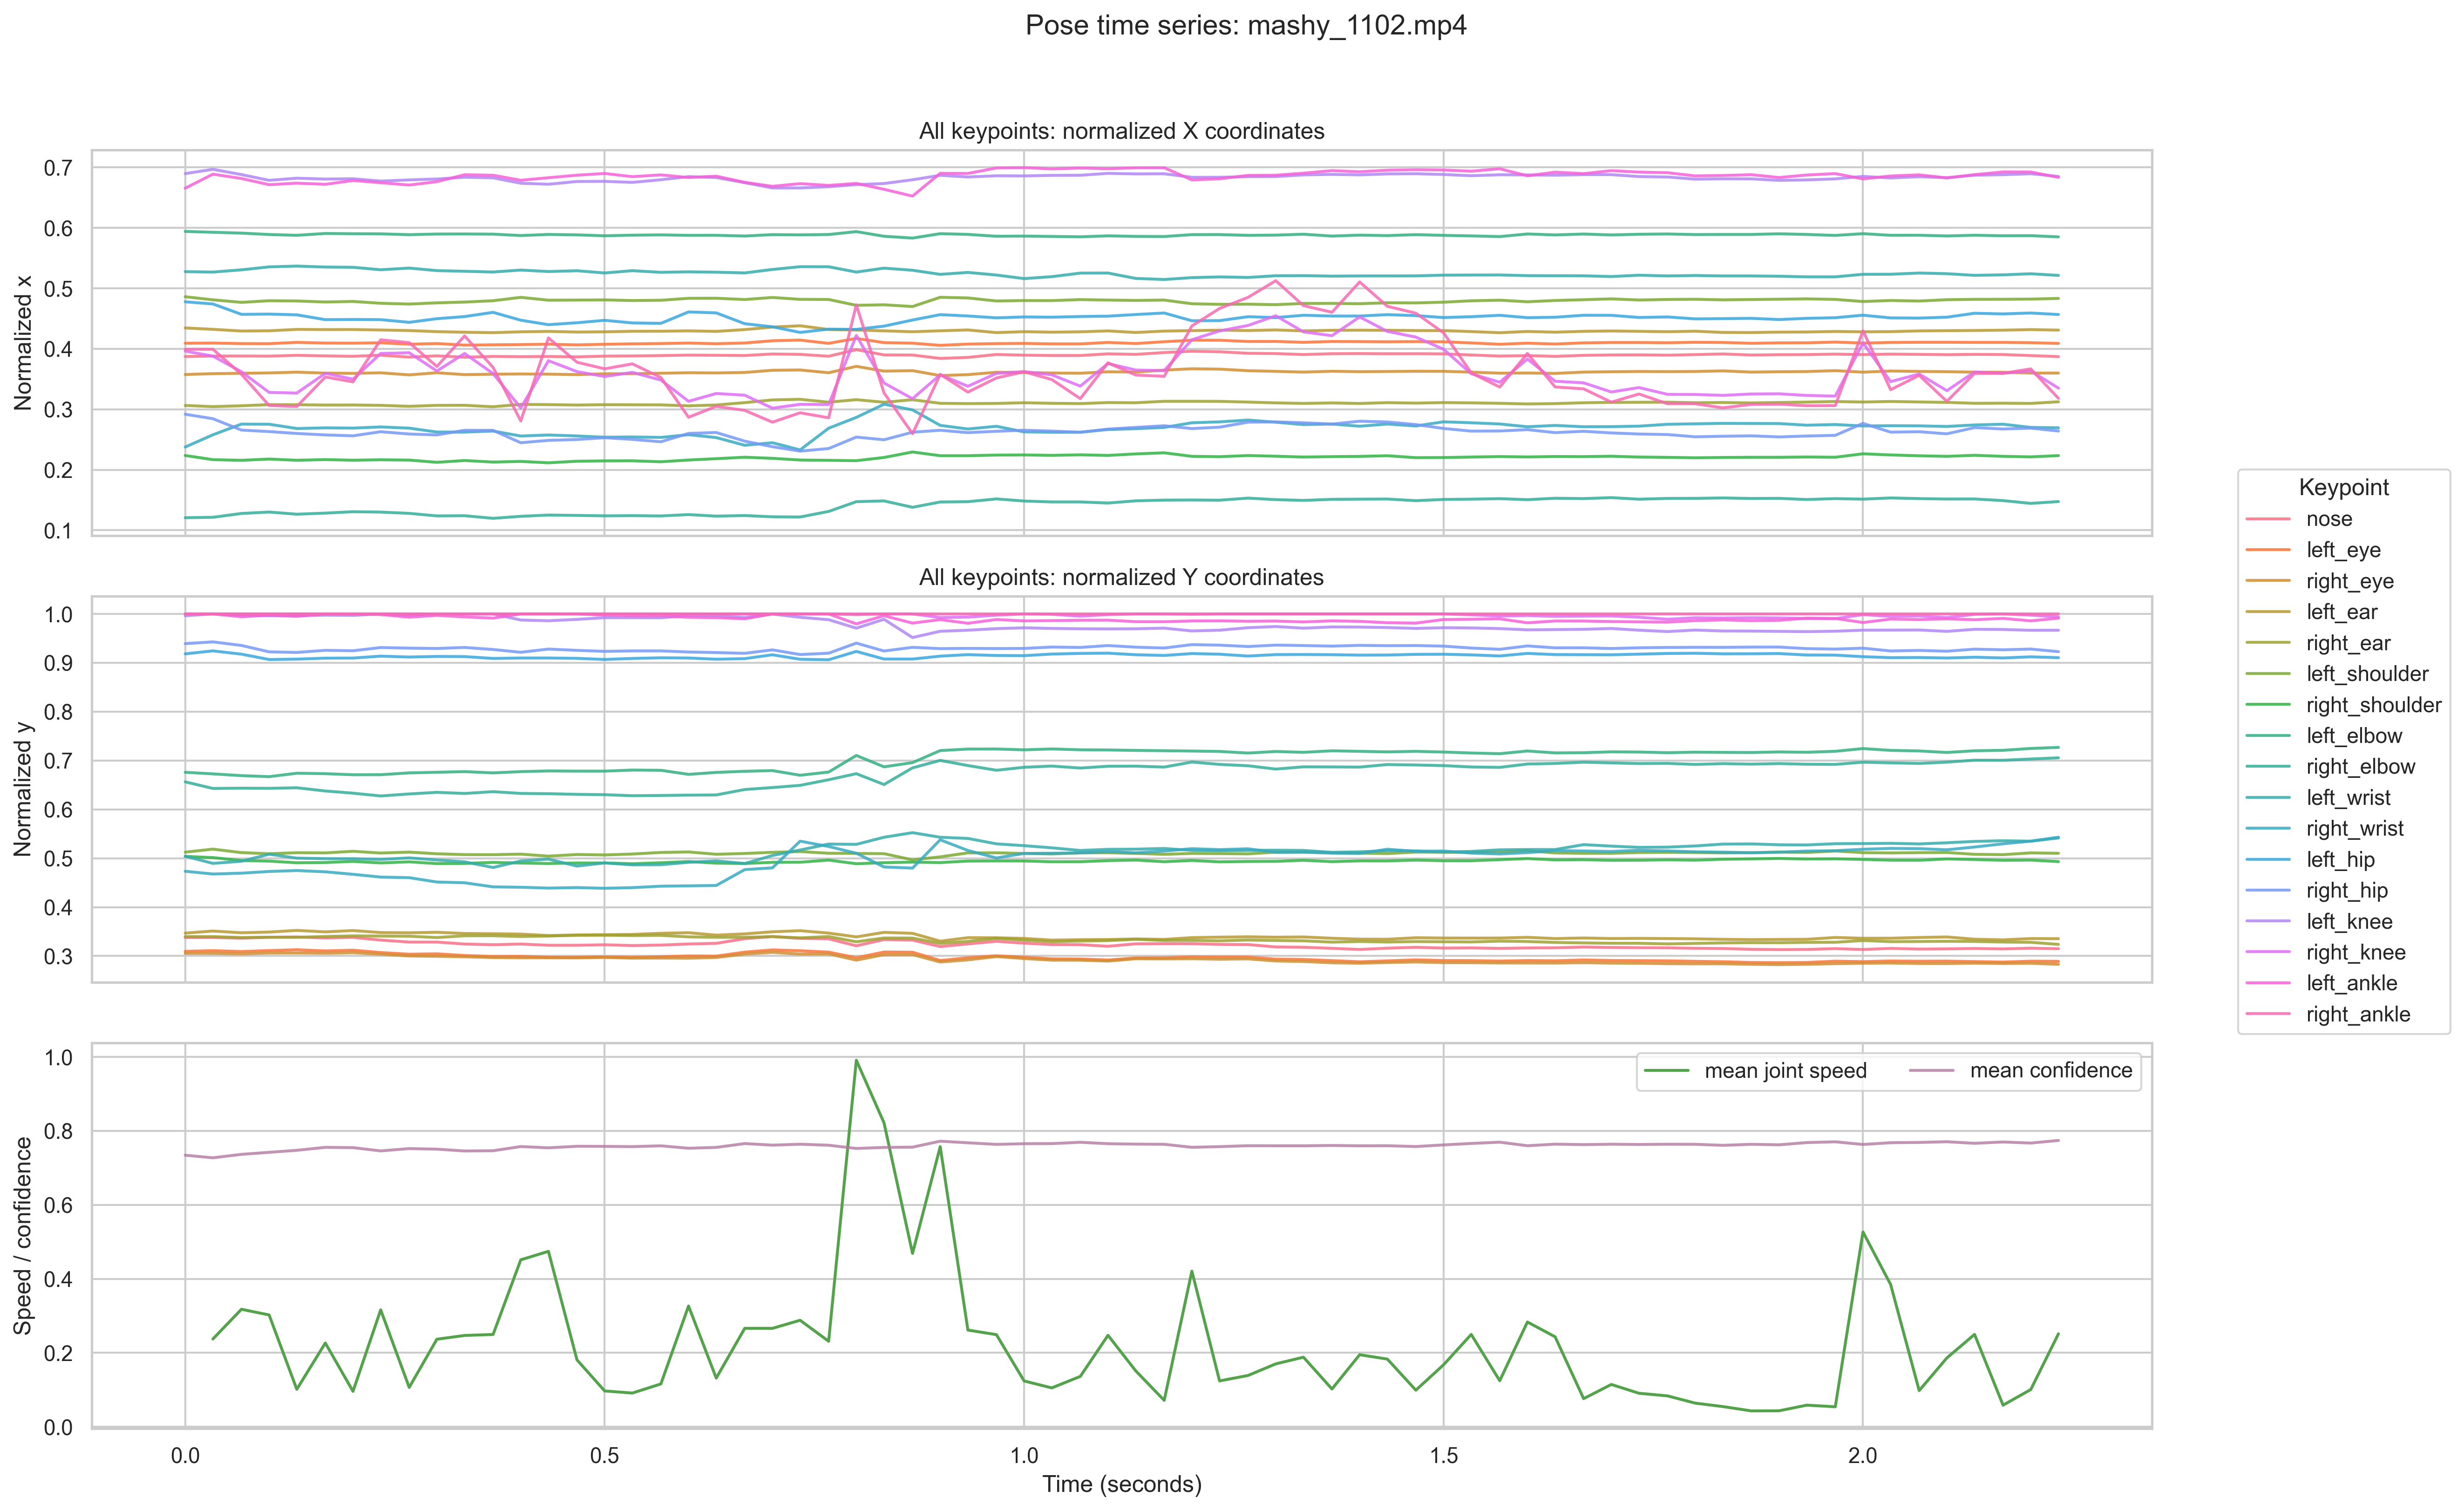 Pose time series: mashy_1102.mp4
All keypoints: normalized X coordinates
Normalized x
0.7
0.6
0.5
0.4
0.3
0.2
0.1
All keypoints: normalized Y coordinates
Normalized y
1.0
0.9
0.8
0.7
0.6
0.5
0.4
0.3
Keypoint
nose
left_eye
right_eye
left_ear
right_ear
left_shoulder
right_shoulder
left_elbow
right_elbow
left_wrist
right_wrist
left_hip
right_hip
left_knee
right_knee
left_ankle
right_ankle
Speed / confidence
1.0
0.8
0.6
0.4
0.2
0.0
mean joint speed mean confidence
0.0 0.5 1.0 1.5 2.0
Time (seconds)